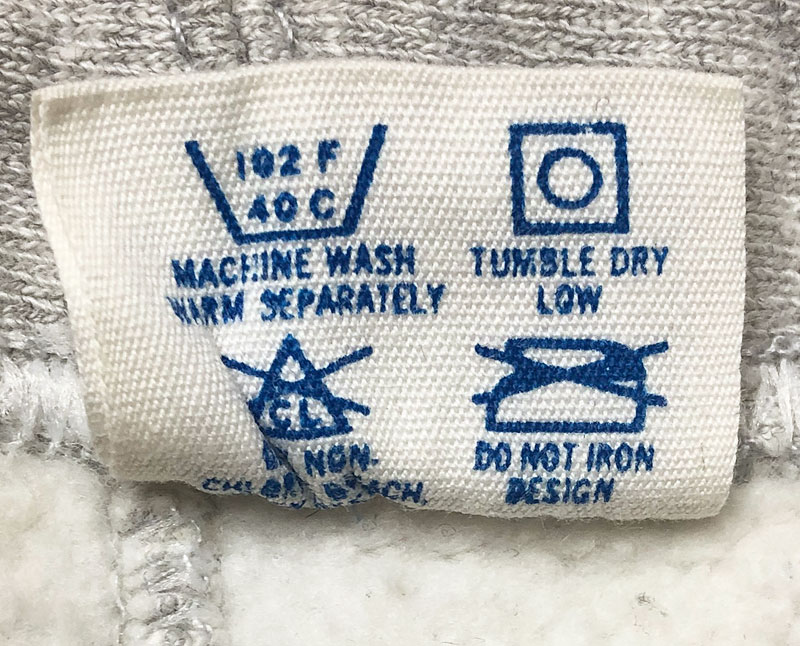 102 F
40 C
MACHINE WASH
WARM SEPARATELY
TUMBLE DRY
LOW
CL
NON-
DO NOT IRON
DESIGN